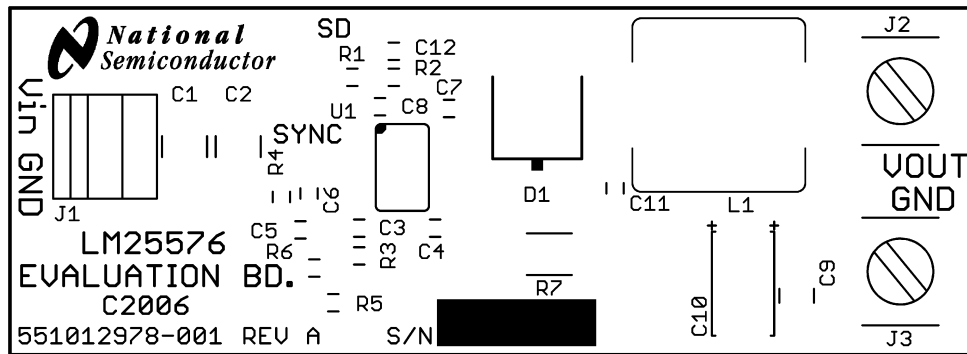 National
Semiconductor
SD
J2
R1
C12
R2
C1
C2
C7
Vin GND
U1
C8
SYNC
R4
VOUT
GND
D1
C6
C11
L1
J1
C5
C3
C4
LM25576
R6
R3
EVALUATION BD.
C9
R7
C2006
R5
C10
551012978-001 REV A
S/N
J3